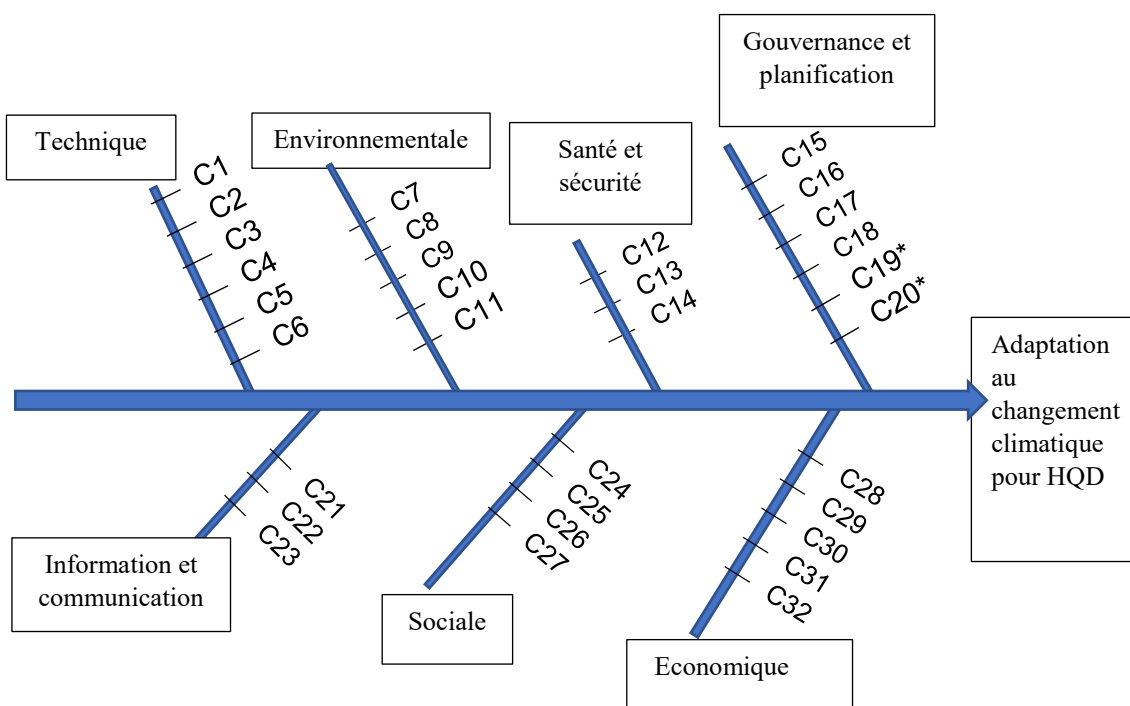 Gouvernance et
planification
Technique
Environnementale
Santé et
sécurité
C1
C2
C3
C4
C5
C6
C7
C8
C9
C10
C11
C12
C13
C14
C15
C16
C17
C18
C19*
C20*
Adaptation
au
changement
climatique
pour HQD
C21
C22
C23
C24
C25
C26
C27
C28
C29
C30
C31
C32
Information et
communication
Sociale
Economique